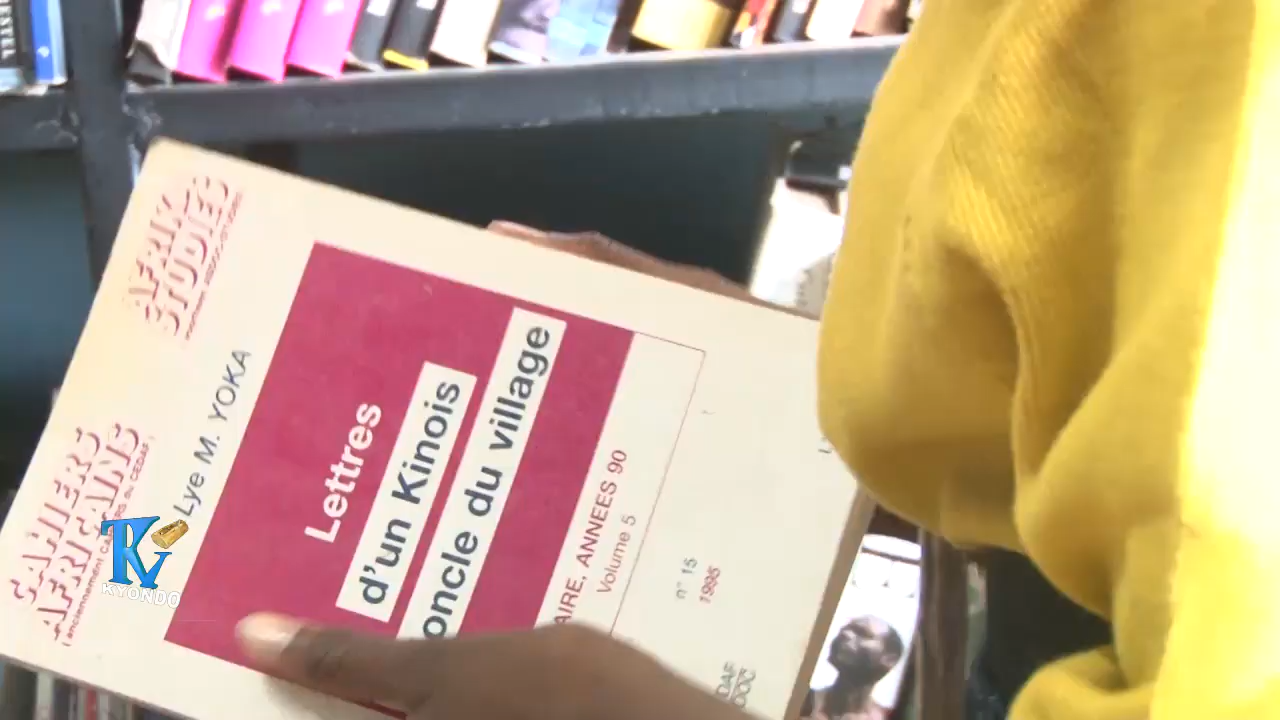 CAHIERS
AFRICAINS
AFRIKA
STUDIES
Lye M. YOKA
Lettres
d'un Kinois
oncle du village
AIRE, ANNEES 90
Volume 5
n° 15
1995
KYONDO